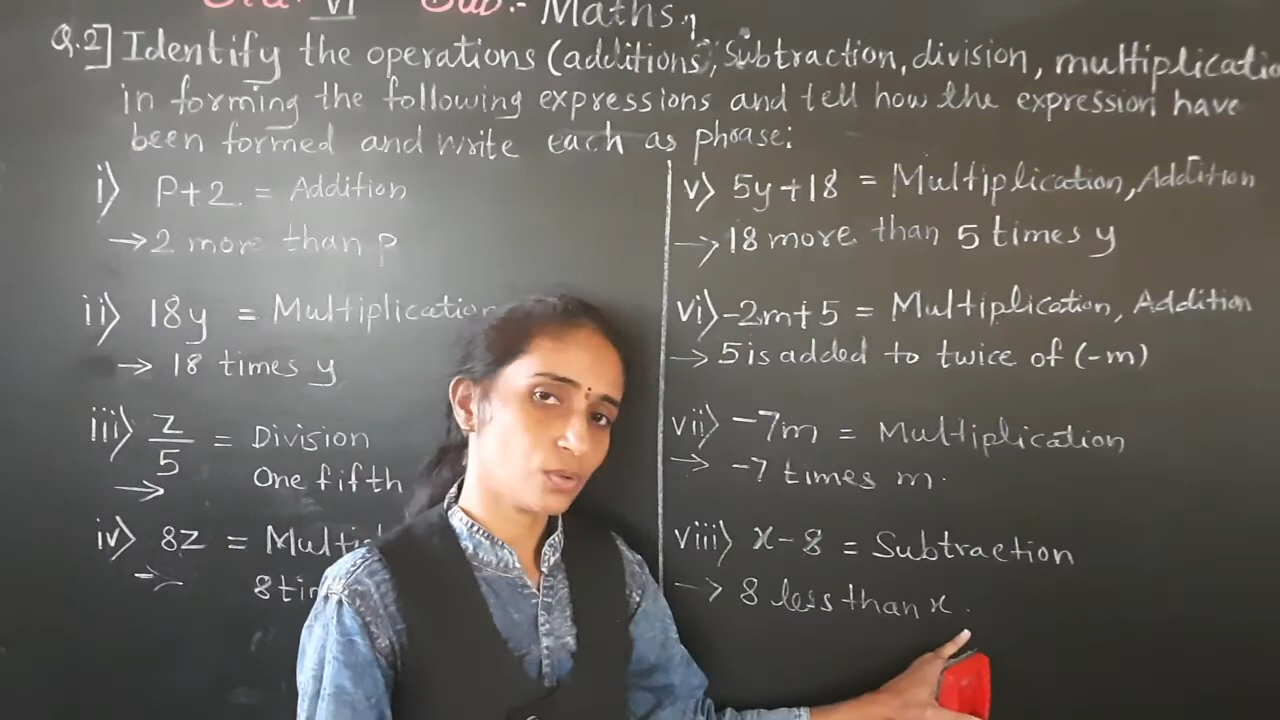 Std:- VI Sub:- Maths.
Q.2] Identify the operations (additions, Subtraction, division, multiplicatio
in forming the following expressions and tell how the expression have
been formed and write each as phrase:
i) P+2 = Addition
→ 2 more than p
ii) 18y = Multiplication
→ 18 times y
iii) z/5 = Division
→ One fifth
iv) 8z = Multi
→ 8 tim
v) 5y+18 = Multiplication, Addition
→ 18 more than 5 times y
vi) -2m+5 = Multiplication, Addition
→ 5 is added to twice of (-m)
vii) -7m = Multiplication
→ -7 times m.
viii) x-8 = Subtraction
→ 8 less than x.